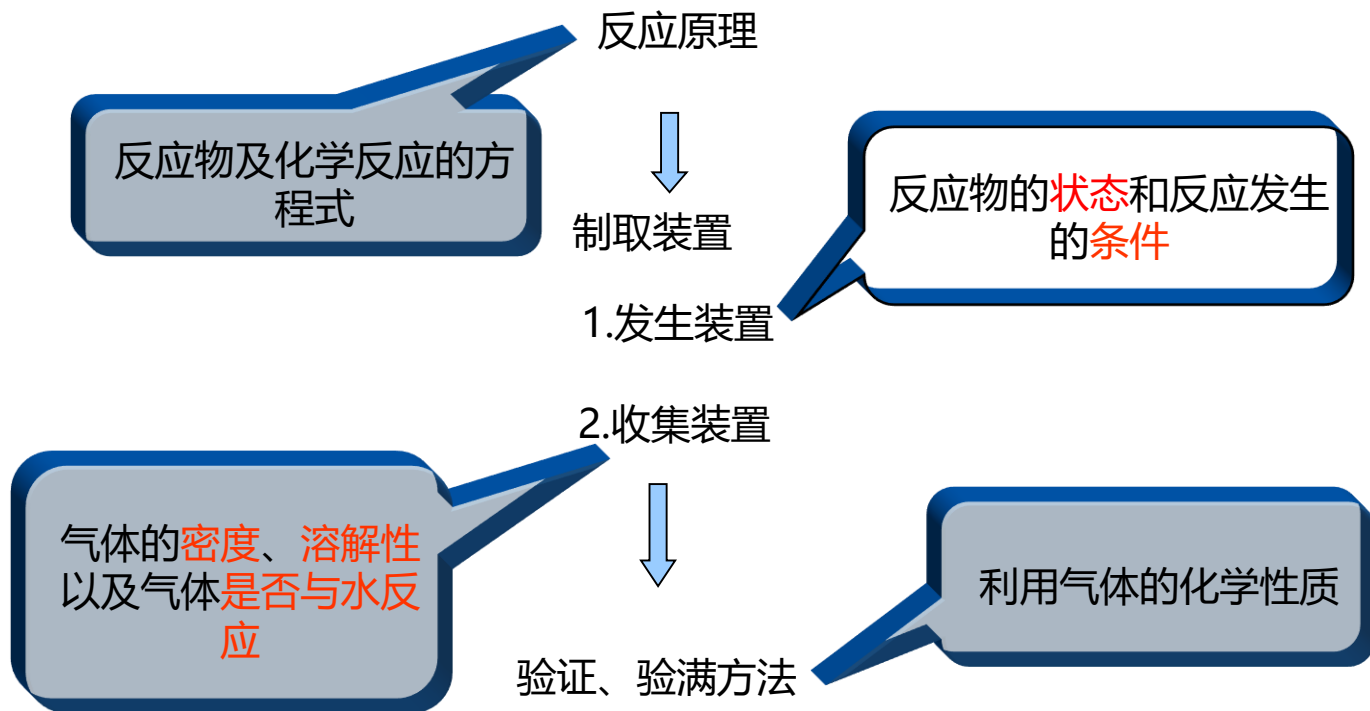 反应原理
反应物及化学反应的方
程式
反应物的状态和反应发生
的条件
制取装置
1.发生装置
2.收集装置
气体的密度、溶解性
以及气体是否与水反
应
利用气体的化学性质
验证、验满方法